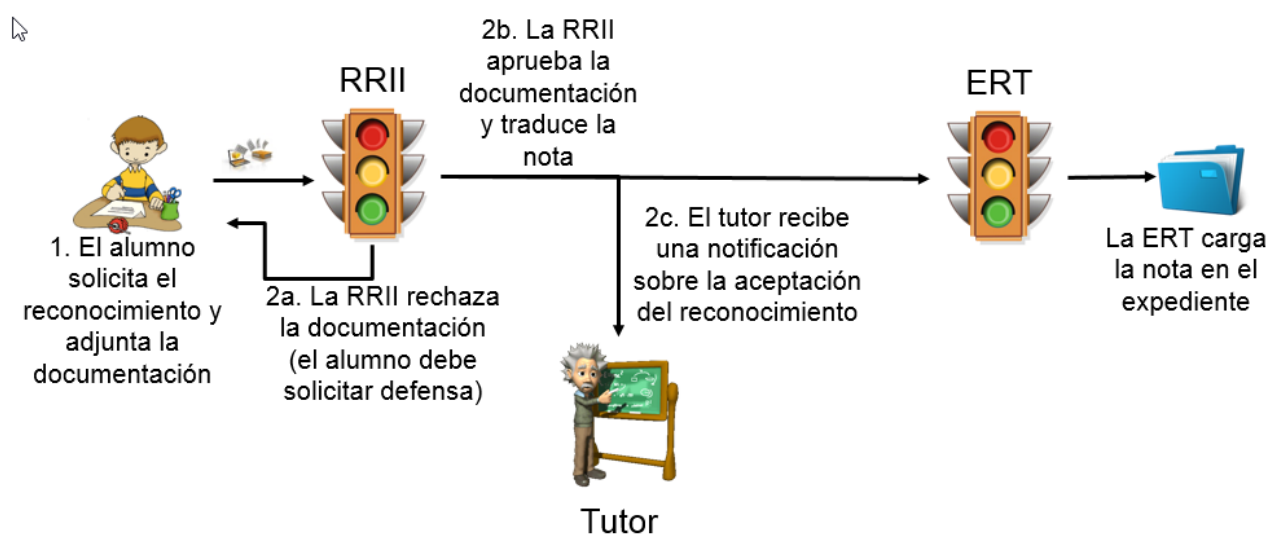 RRII
2b. La RRII
aprueba la
documentación
y traduce la
nota
ERT
1. El alumno
solicita el
reconocimiento y
adjunta la
documentación
2a. La RRII rechaza
la documentación
(el alumno debe
solicitar defensa)
2c. El tutor recibe
una notificación
sobre la aceptación
del reconocimiento
La ERT carga
la nota en el
expediente
Tutor